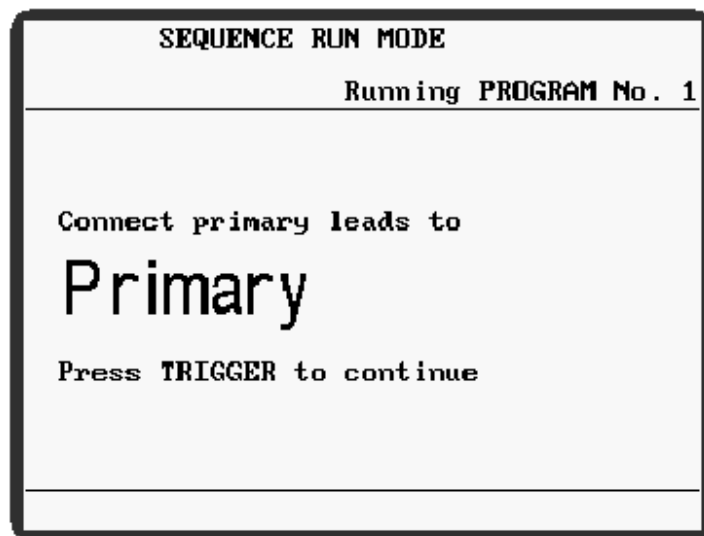 SEQUENCE RUN MODE
Running PROGRAM No. 1
Connect primary leads to
Primary
Press TRIGGER to continue